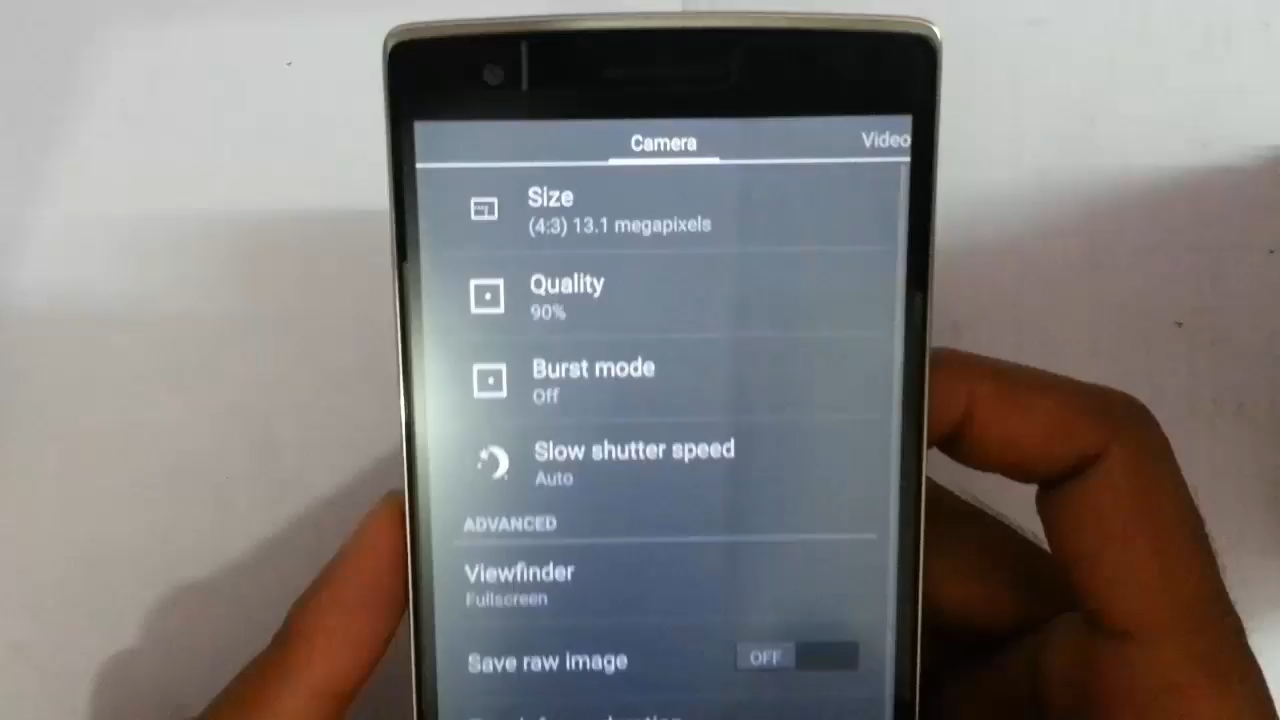 Camera
Video
Size
(4:3) 13.1 megapixels
Quality
90%
Burst mode
Off
Slow shutter speed
Auto
ADVANCED
Viewfinder
Fullscreen
Save raw image
OFF